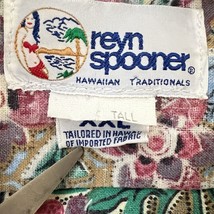 reyn
spooner®
HAWAIIAN TRADITIONALS
TALL
XXL
TAILORED IN HAWAII
OF IMPORTED FABRIC